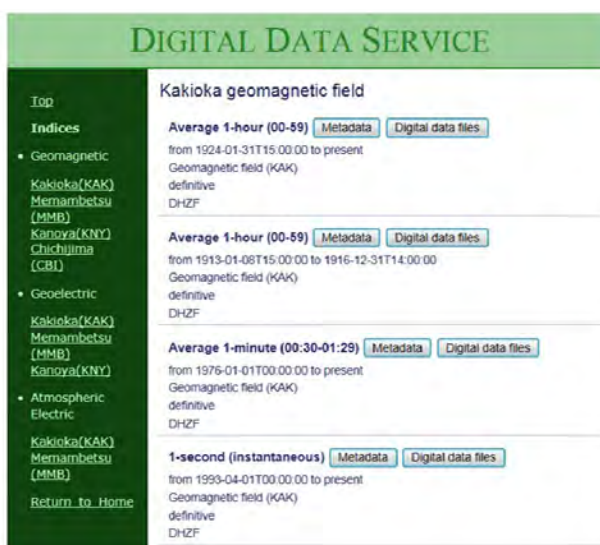 DIGITAL DATA SERVICE
Top
Indices
• Geomagnetic
Kakioka(KAK)
Memambetsu
(MMB)
Kanoya(KNY)
Chichijima
(CBI)
• Geoelectric
Kakioka(KAK)
Memambetsu
(MMB)
Kanoya(KNY)
• Atmospheric
Electric
Kakioka(KAK)
Memambetsu
(MMB)
Return to Home
Kakioka geomagnetic field
Average 1-hour (00-59) Metadata Digital data files
from 1924-01-31T15:00:00 to present
Geomagnetic field (KAK)
definitive
DHZF
Average 1-hour (00-59) Metadata Digital data files
from 1913-01-08T15:00:00 to 1916-12-31T14:00:00
Geomagnetic field (KAK)
definitive
DHZF
Average 1-minute (00:30-01:29) Metadata Digital data files
from 1976-01-01T00:00:00 to present
Geomagnetic field (KAK)
definitive
DHZF
1-second (instantaneous) Metadata Digital data files
from 1993-04-01T00:00:00 to present
Geomagnetic field (KAK)
definitive
DHZF